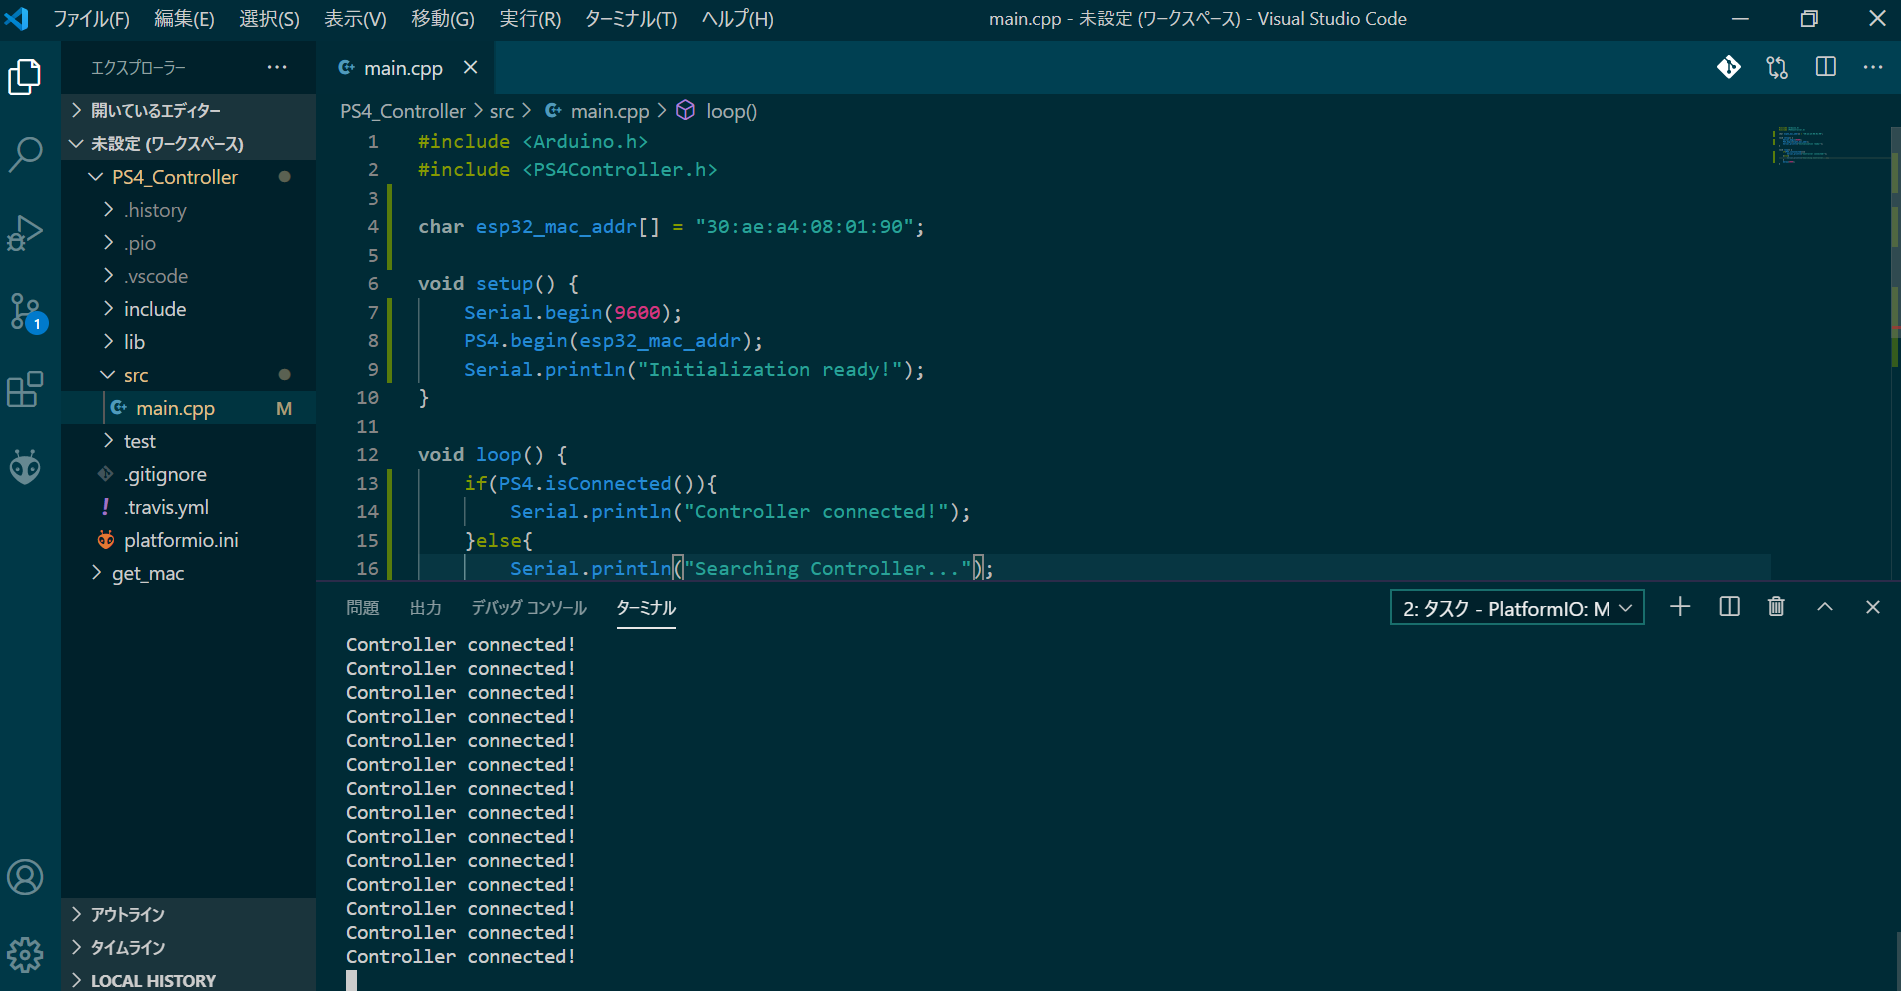 ファイル(F) 編集(E) 選択(S) 表示(V) 移動(G) 実行(R) ターミナル(T) ヘルプ(H) main.cpp - 未設定 (ワークスペース) - Visual Studio Code
エクスプローラー
開いているエディター
未設定 (ワークスペース)
PS4_Controller
.history
.pio
.vscode
include
lib
src
main.cpp M
test
.gitignore
.travis.yml
platformio.ini
get_mac
アウトライン
タイムライン
LOCAL HISTORY
1
main.cpp
PS4_Controller > src > main.cpp > loop()
1 #include <Arduino.h>
2 #include <PS4Controller.h>
3
4 char esp32_mac_addr[] = "30:ae:a4:08:01:90";
5
6 void setup() {
7 Serial.begin(9600);
8 PS4.begin(esp32_mac_addr);
9 Serial.println("Initialization ready!");
10 }
11
12 void loop() {
13 if(PS4.isConnected()){
14 Serial.println("Controller connected!");
15 }else{
16 Serial.println("Searching Controller...");
問題 出力 デバッグ コンソール ターミナル 2: タスク - PlatformIO: M
Controller connected!
Controller connected!
Controller connected!
Controller connected!
Controller connected!
Controller connected!
Controller connected!
Controller connected!
Controller connected!
Controller connected!
Controller connected!
Controller connected!
Controller connected!
Controller connected!